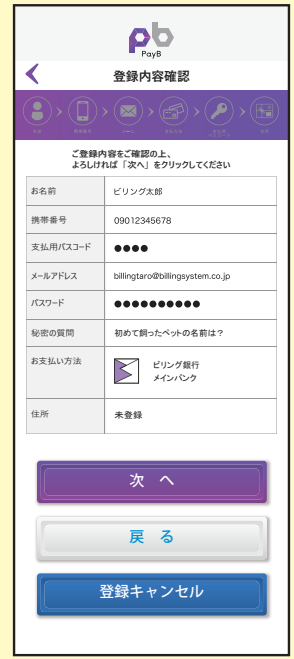 pb
PayB
登録内容確認
ご登録内容をご確認の上、
よろしければ「次へ」をクリックしてください
お名前 ビリング太郎
携帯番号 09012345678
支払用パスコード ●●●●
メールアドレス billingtaro@billingsystem.co.jp
パスワード ●●●●●●●●●●
秘密の質問 初めて飼ったペットの名前は？
お支払い方法 ビリング銀行
メインバンク
住所 未登録
次 へ
戻 る
登録キャンセル